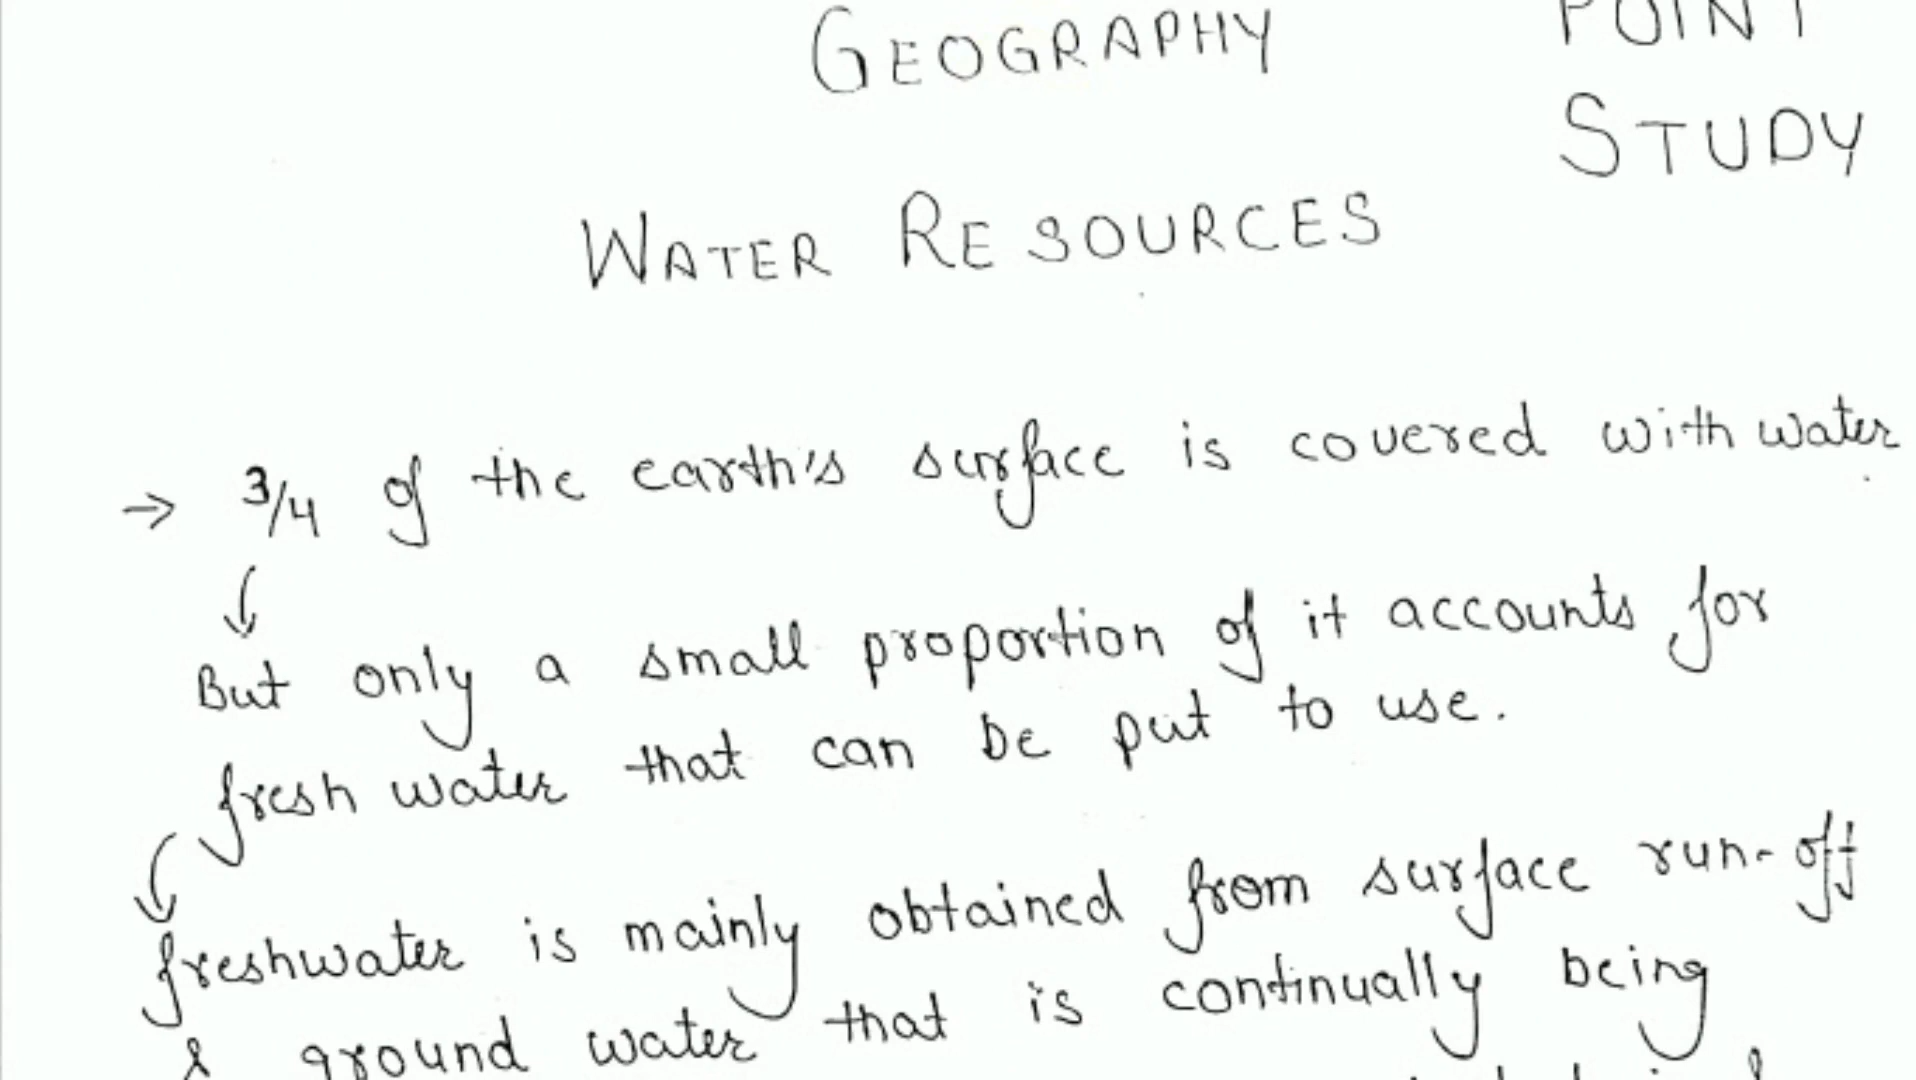 GEOGRAPHY
POINT
STUDY
WATER RESOURCES
→ 3/4 of the earth's surface is covered with water
But only a small proportion of it accounts for
fresh water that can be put to use.
freshwater is mainly obtained from surface run-off
& ground water that is continually being